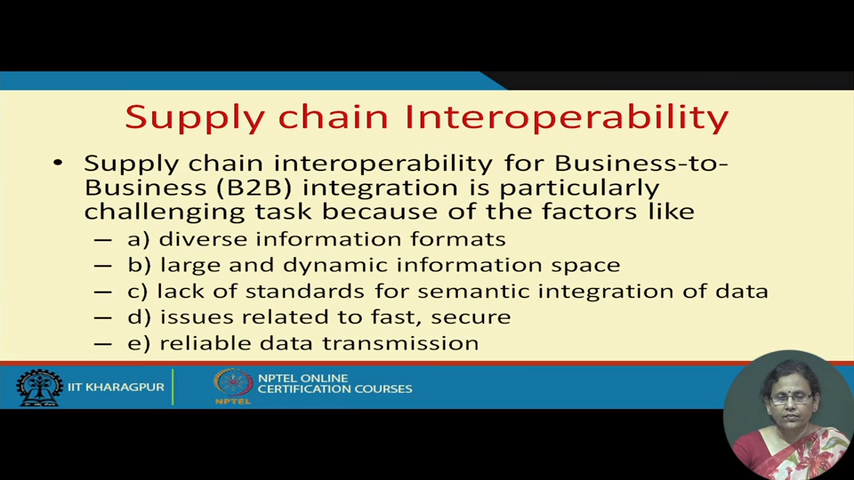 Supply chain Interoperability
• Supply chain interoperability for Business-to-
Business (B2B) integration is particularly
challenging task because of the factors like
– a) diverse information formats
– b) large and dynamic information space
– c) lack of standards for semantic integration of data
– d) issues related to fast, secure
– e) reliable data transmission
IIT KHARAGPUR
NPTEL
NPTEL ONLINE
CERTIFICATION COURSES